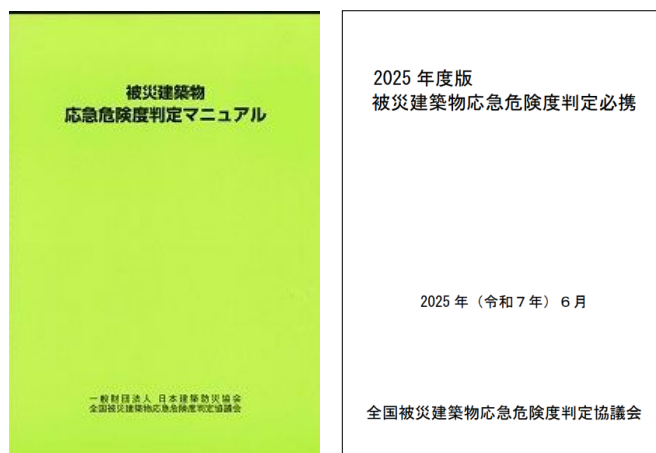 被災建築物
応急危険度判定マニュアル
一般財団法人 日本建築防災協会
全国被災建築物応急危険度判定協議会
2025 年度版
被災建築物応急危険度判定必携
2025 年（令和７年）６月
全国被災建築物応急危険度判定協議会